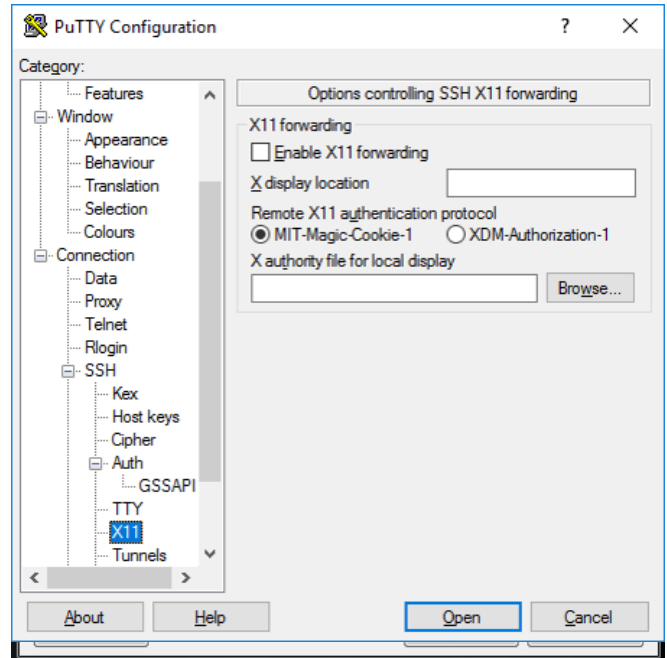 PuTTY Configuration
?
Category:
Features
Window
Appearance
Behaviour
Translation
Selection
Colours
Connection
Data
Proxy
Telnet
Rlogin
SSH
Kex
Host keys
Cipher
Auth
GSSAPI
TTY
X11
Tunnels
Options controlling SSH X11 forwarding
X11 forwarding
Enable X11 forwarding
X display location
Remote X11 authentication protocol
MIT-Magic-Cookie-1 XDM-Authorization-1
X authority file for local display
Browse...
About Help Open Cancel